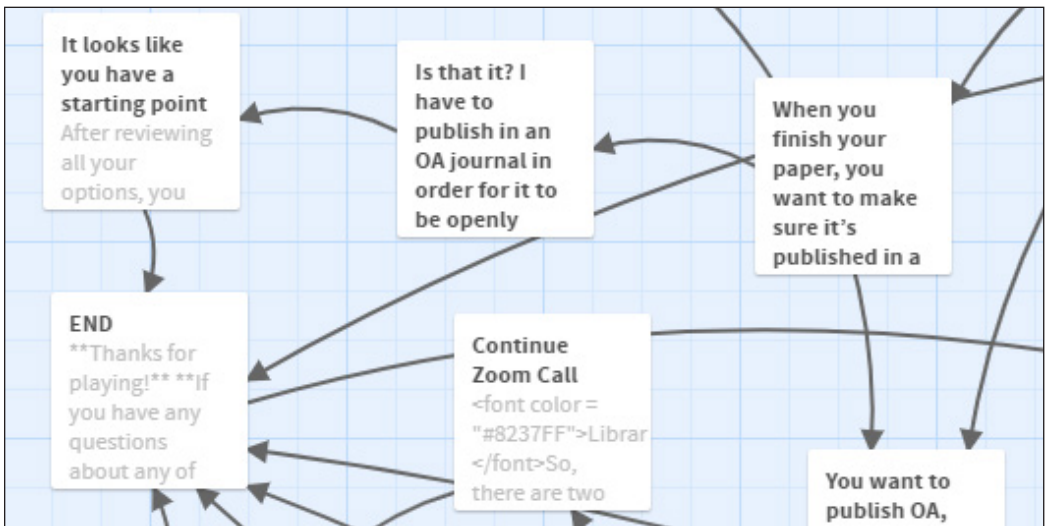 It looks like
you have a
starting point
After reviewing
all your
options, you
Is that it? I
have to
publish in an
OA journal in
order for it to
be openly
When you
finish your
paper, you
want to make
sure it's
published in a
END
**Thanks for
playing!** **If
you have any
questions
about any of
Continue
Zoom Call
<font color =
"#8237FF">Librar
</font>So,
there are two
You want to
publish OA,